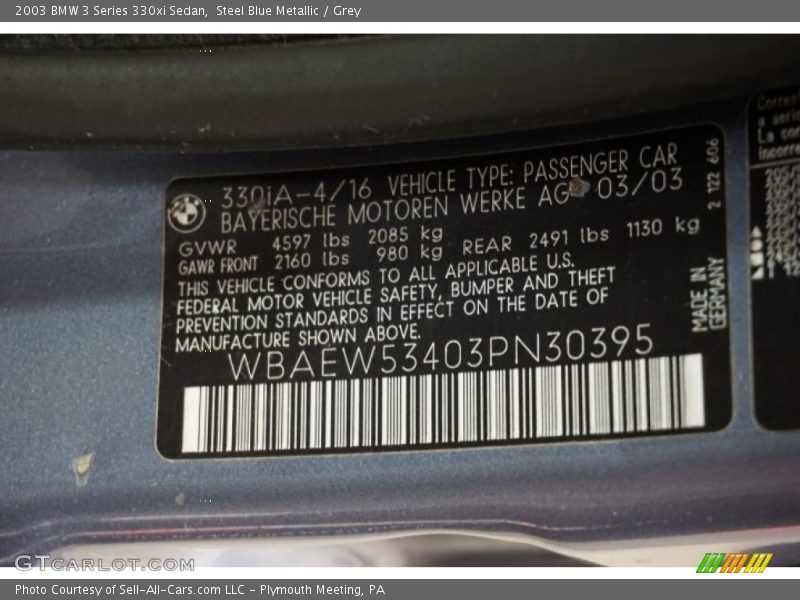 2003 BMW 3 Series 330xi Sedan,  Steel Blue Metallic / Grey
330iA-4/16 VEHICLE TYPE: PASSENGER CAR
BAYERISCHE MOTOREN WERKE AG 03/03
GVWR 4597 lbs 2085 kg
GAWR FRONT 2160 lbs 980 kg REAR 2491 lbs 1130 kg
THIS VEHICLE CONFORMS TO ALL APPLICABLE U.S.
FEDERAL MOTOR VEHICLE SAFETY, BUMPER AND THEFT
PREVENTION STANDARDS IN EFFECT ON THE DATE OF
MANUFACTURE SHOWN ABOVE.
WBAEW53403PN30395
MADE IN
GERMANY
2 122 606
GTCARLOT.COM
Photo Courtesy of Sell-All-Cars.com LLC - Plymouth Meeting, PA